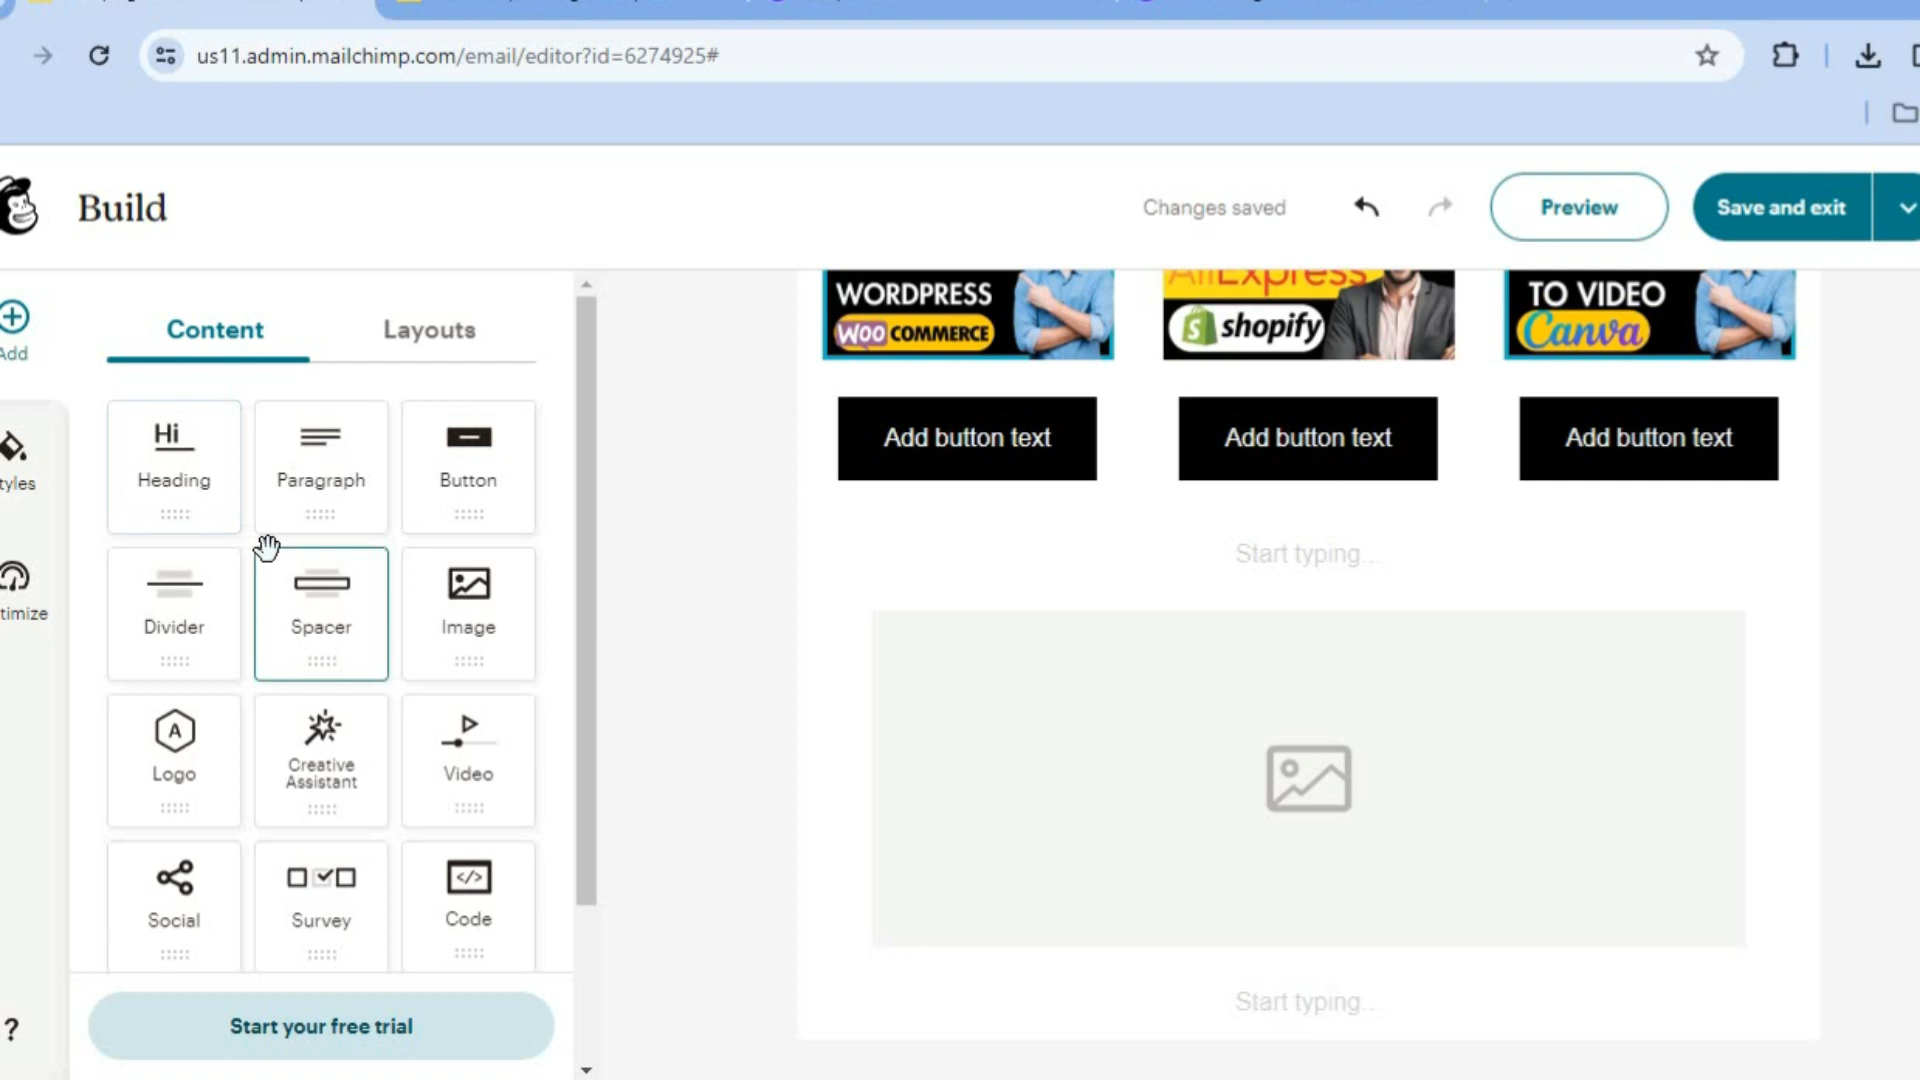 us11.admin.mailchimp.com/email/editor?id=6274925#
Build
Changes saved
Preview
Save and exit
Add
Content
Layouts
WORDPRESS
WOO COMMERCE
AliExpress
shopify
TO VIDEO
Canva
Hi
Heading
Paragraph
Button
Add button text
Add button text
Add button text
tyles
Start typing...
Divider
Spacer
Image
timize
A
Logo
Creative
Assistant
Video
Social
Survey
Code
Start typing...
Start your free trial
?